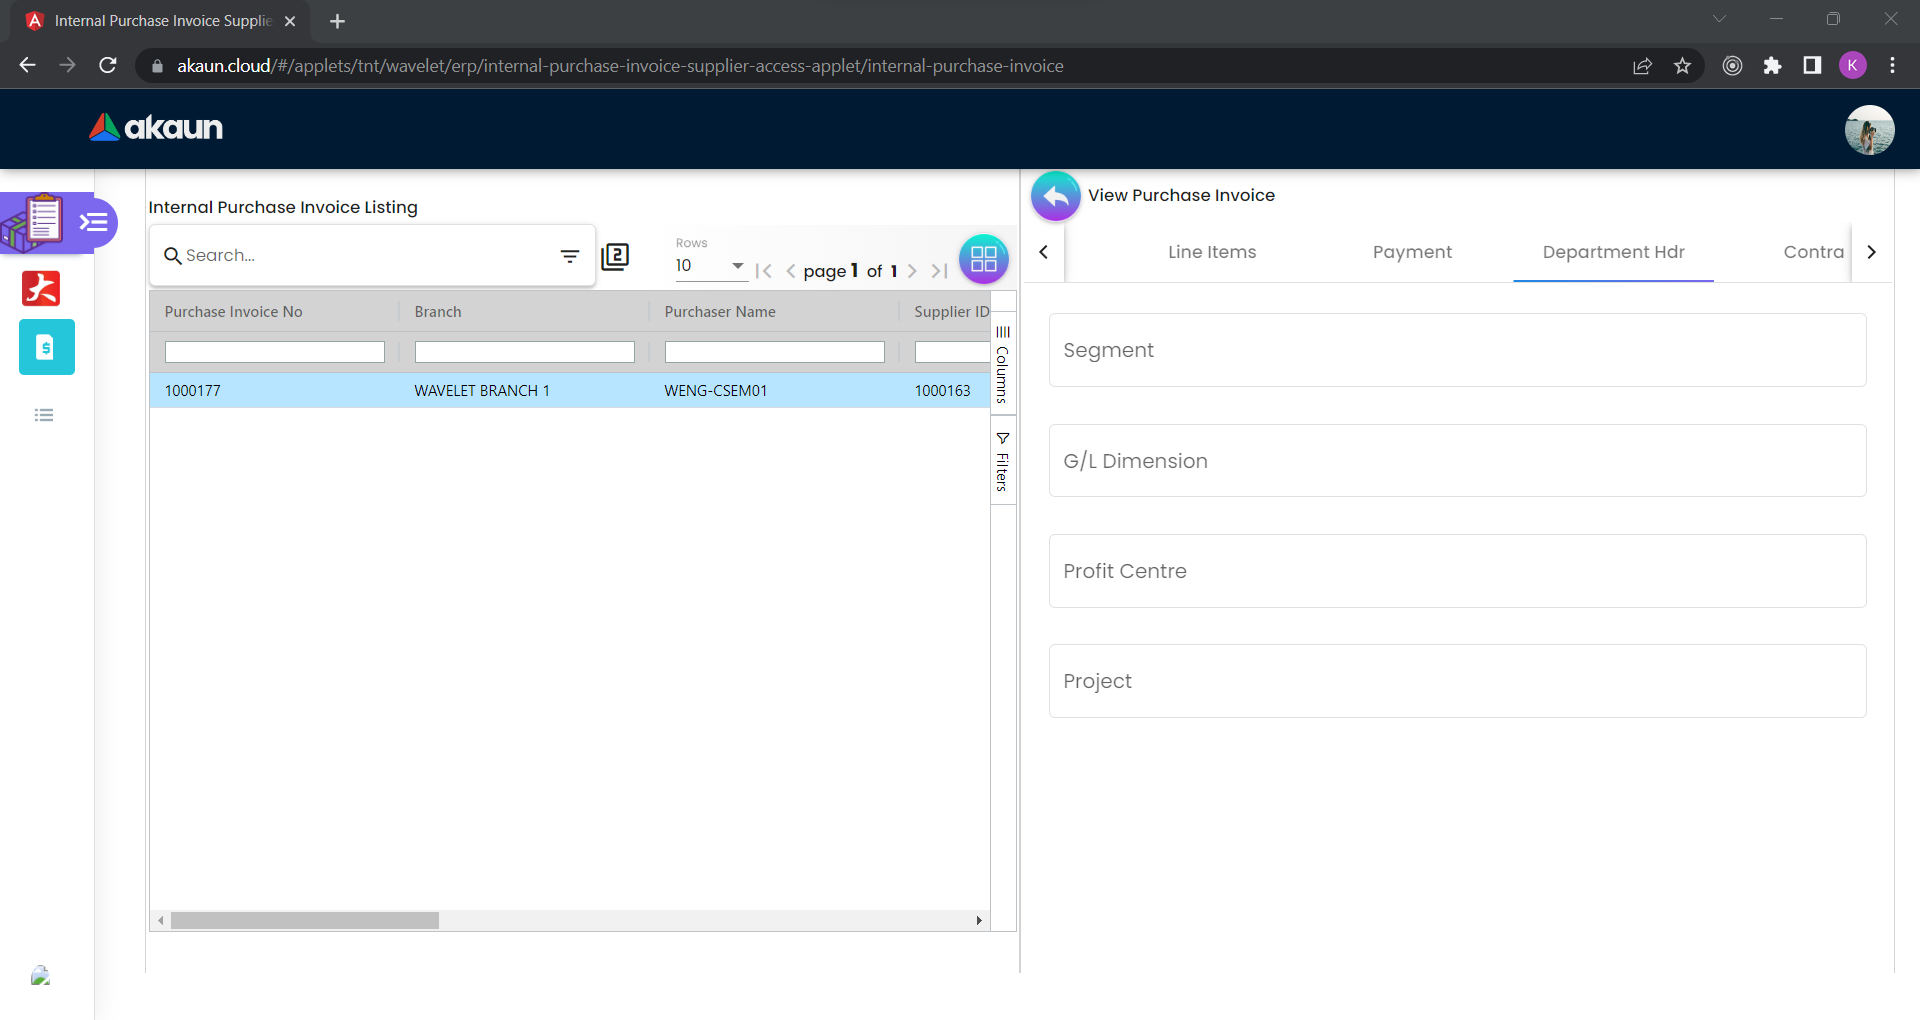 Internal Purchase Invoice Supplie
akaun.cloud/#/applets/tnt/wavelet/erp/internal-purchase-invoice-supplier-access-applet/internal-purchase-invoice
K
akaun
Internal Purchase Invoice Listing
Search...
2
Rows
10
page 1 of 1
Purchase Invoice No Branch Purchaser Name Supplier ID
1000177 WAVELET BRANCH 1 WENG-CSEM01 1000163
Columns
Filters
View Purchase Invoice
Line Items Payment Department Hdr Contra
Segment
G/L Dimension
Profit Centre
Project